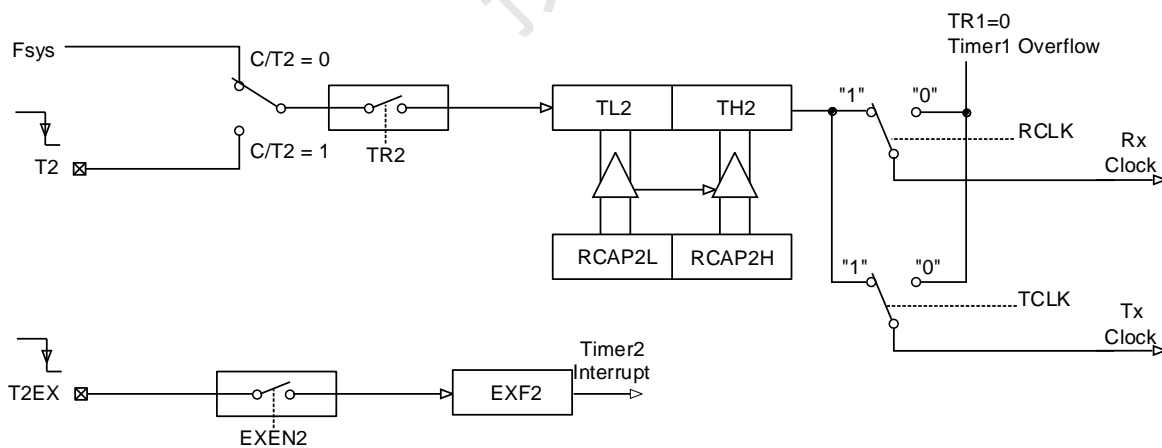 TR1=0
Timer1 Overflow
Fsys
C/T2 = 0
TL2
TH2
"1"
"0"
RCLK
Rx
Clock
T2
C/T2 = 1
TR2
RCAP2L
RCAP2H
"1"
"0"
TCLK
Tx
Clock
T2EX
EXEN2
EXF2
Timer2
Interrupt